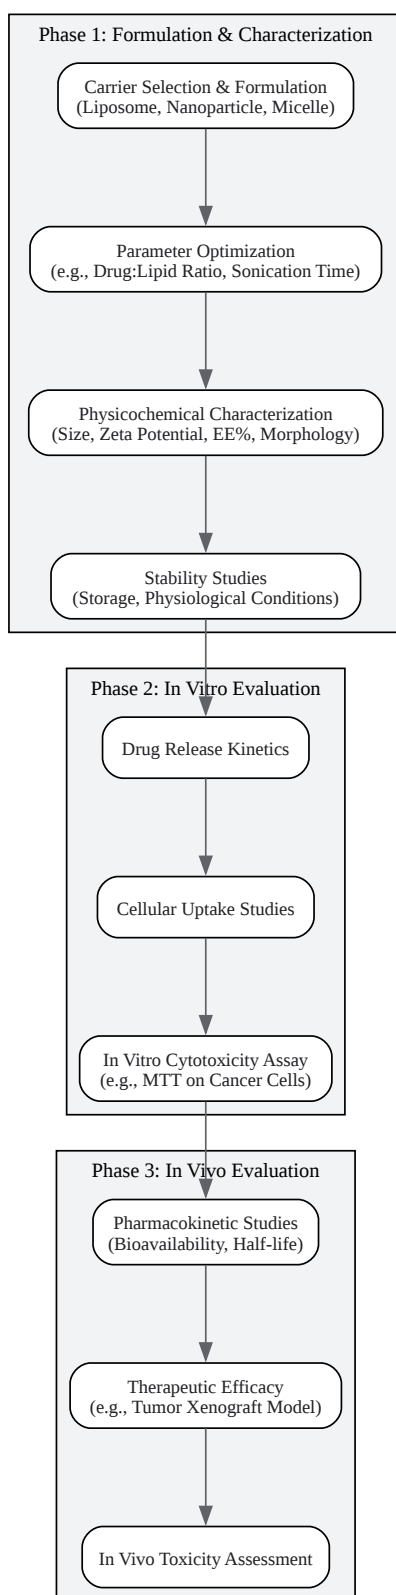 Phase 1: Formulation & Characterization
Carrier Selection & Formulation
(Liposome, Nanoparticle, Micelle)
Parameter Optimization
(e.g., Drug:Lipid Ratio, Sonication Time)
Physicochemical Characterization
(Size, Zeta Potential, EE%, Morphology)
Stability Studies
(Storage, Physiological Conditions)
Phase 2: In Vitro Evaluation
Drug Release Kinetics
Cellular Uptake Studies
In Vitro Cytotoxicity Assay
(e.g., MTT on Cancer Cells)
Phase 3: In Vivo Evaluation
Pharmacokinetic Studies
(Bioavailability, Half-life)
Therapeutic Efficacy
(e.g., Tumor Xenograft Model)
In Vivo Toxicity Assessment